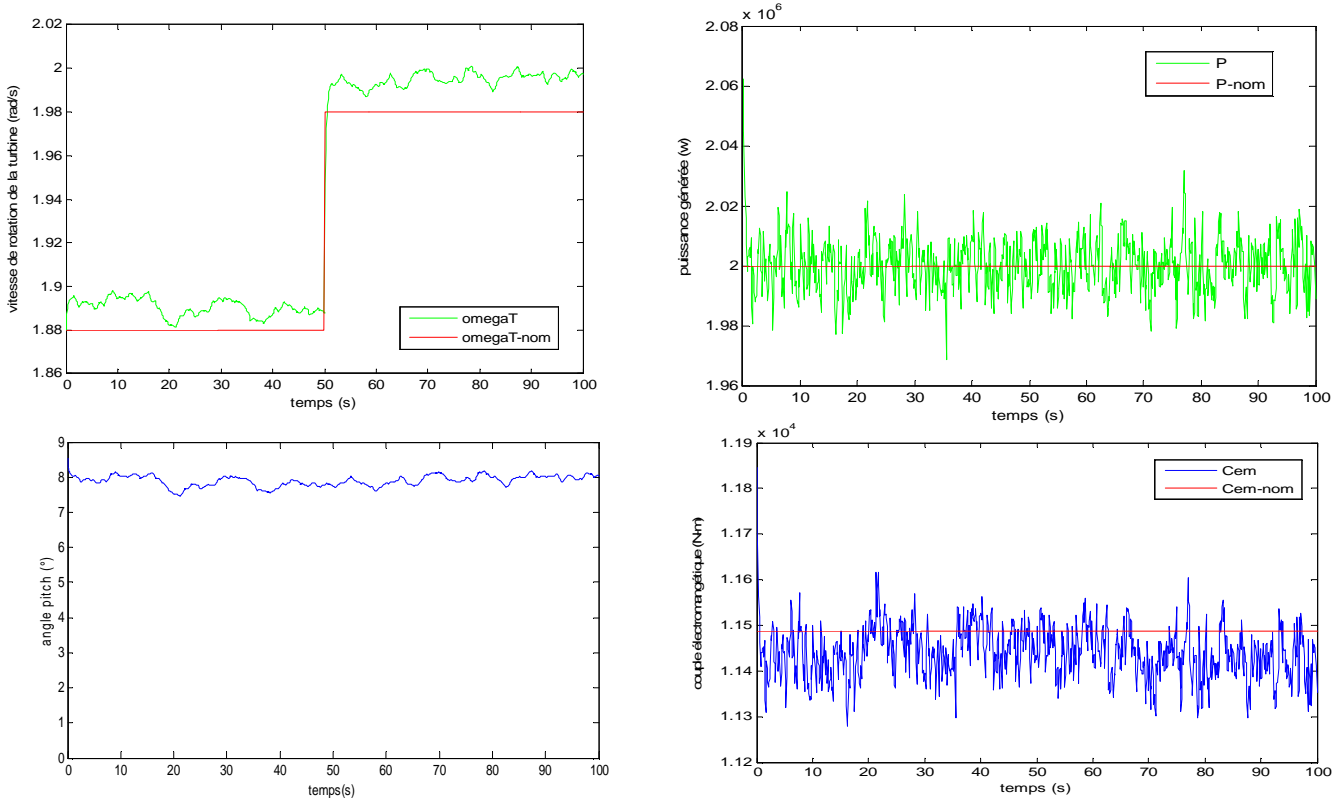 2.02
2
1.98
1.96
1.94
1.92
1.9
1.88
1.86
0 10 20 30 40 50 60 70 80 90 100
vitesse de rotation de la turbine (rad/s)
temps (s)
omegaT
omegaT-nom
x 10^6
2.08
2.06
2.04
2.02
2
1.98
1.96
0 10 20 30 40 50 60 70 80 90 100
puissance générée (w)
temps (s)
P
P-nom
9
8
7
6
5
4
3
2
1
0
0 10 20 30 40 50 60 70 80 90 100
angle pitch (°)
temps(s)
x 10^4
1.19
1.18
1.17
1.16
1.15
1.14
1.13
1.12
0 10 20 30 40 50 60 70 80 90 100
couple électromangétique (N-m)
temps (s)
Cem
Cem-nom